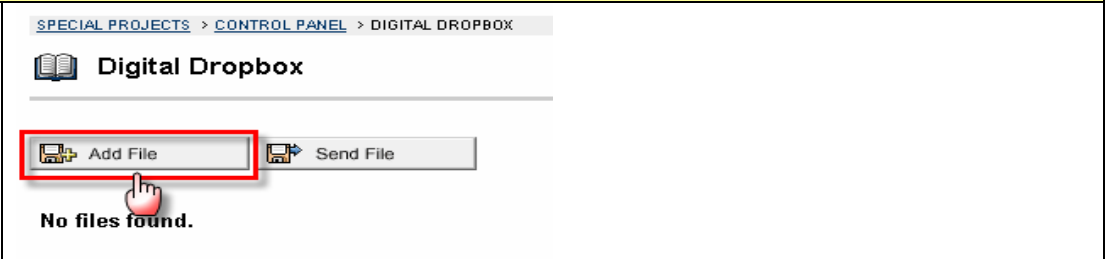 SPECIAL PROJECTS > CONTROL PANEL > DIGITAL DROPBOX
Digital Dropbox
Add File Send File
No files found.